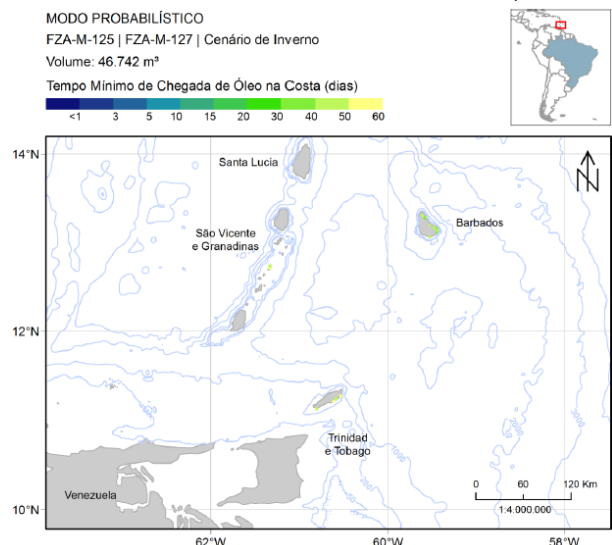 MODO PROBABILÍSTICO
FZA-M-125 | FZA-M-127 | Cenário de Inverno
Volume: 46.742 m³
Tempo Mínimo de Chegada de Óleo na Costa (dias)
<1 3 5 10 15 20 30 40 50 60
14°N
Santa Lucia
N
São Vicente
e Granadinas
Barbados
12°N
Trinidad
e Tobago
Venezuela
0 60 120 Km
1:4.000.000
10°N
62°W 60°W 58°W